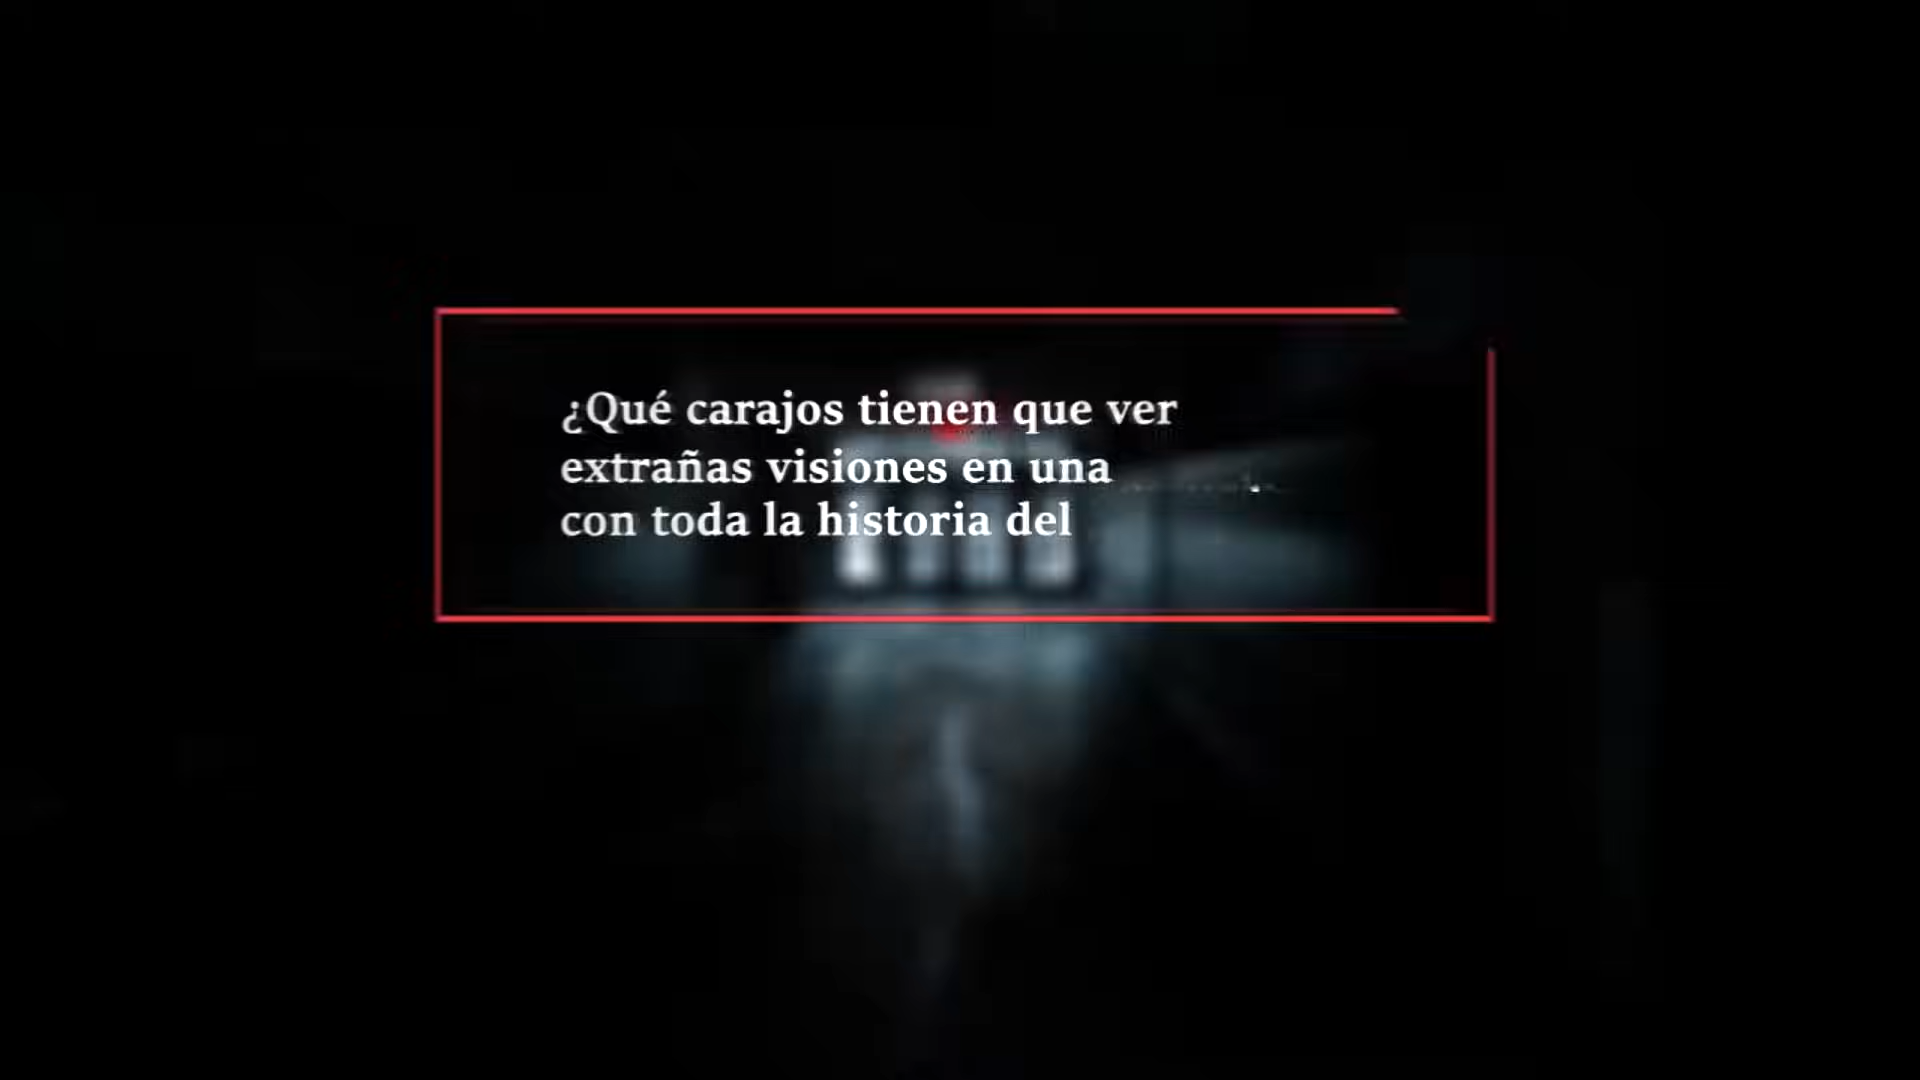 ¿Qué carajos tienen que ver
extrañas visiones en una
con toda la historia del